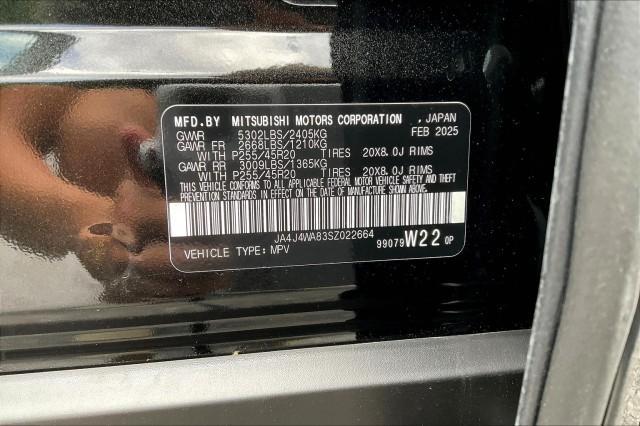 MFD. BY MITSUBISHI MOTORS CORPORATION , JAPAN
GVWR 5302LBS/2405KG FEB 2025
GAWR FR 2668LBS/1210KG
WITH P255/45R20 TIRES 20X8.0J RIMS
GAWR RR 3009LBS/1365KG
WITH P255/45R20 TIRES 20X8.0J RIMS
THIS VEHICLE CONFORMS TO ALL APPLICABLE FEDERAL MOTOR VEHICLE SAFETY AND THEFT
PREVENTION STANDARDS IN EFFECT ON THE DATE OF MANUFACTURE SHOWN ABOVE.
JA4J4WA83SZ022664
VEHICLE TYPE: MPV 99079 W22 0P